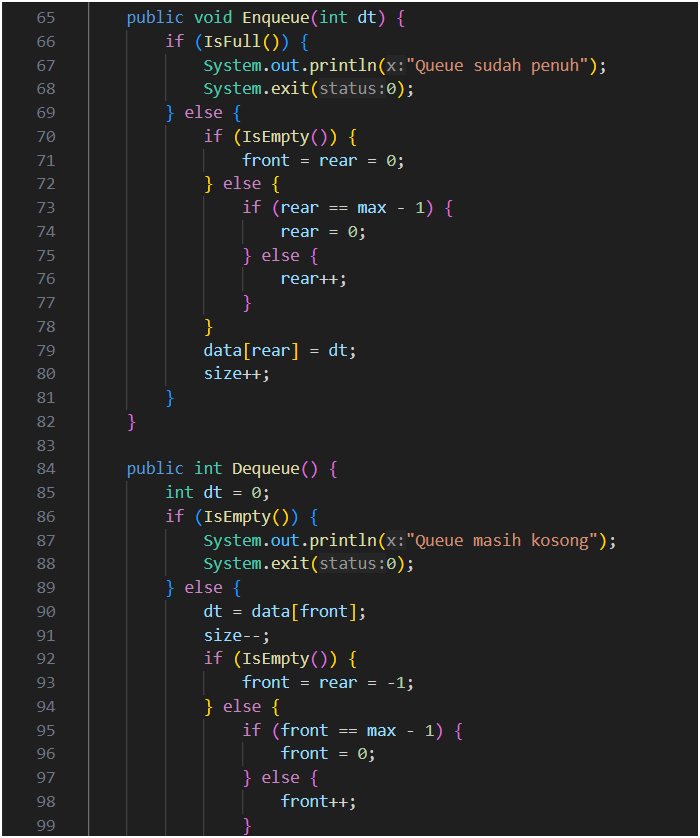 65 public void Enqueue(int dt) {
66 if (IsFull()) {
67 System.out.println(x:"Queue sudah penuh");
68 System.exit(status:0);
69 } else {
70 if (IsEmpty()) {
71 front = rear = 0;
72 } else {
73 if (rear == max - 1) {
74 rear = 0;
75 } else {
76 rear++;
77 }
78 }
79 data[rear] = dt;
80 size++;
81 }
82 }
83
84 public int Dequeue() {
85 int dt = 0;
86 if (IsEmpty()) {
87 System.out.println(x:"Queue masih kosong");
88 System.exit(status:0);
89 } else {
90 dt = data[front];
91 size--;
92 if (IsEmpty()) {
93 front = rear = -1;
94 } else {
95 if (front == max - 1) {
96 front = 0;
97 } else {
98 front++;
99 }